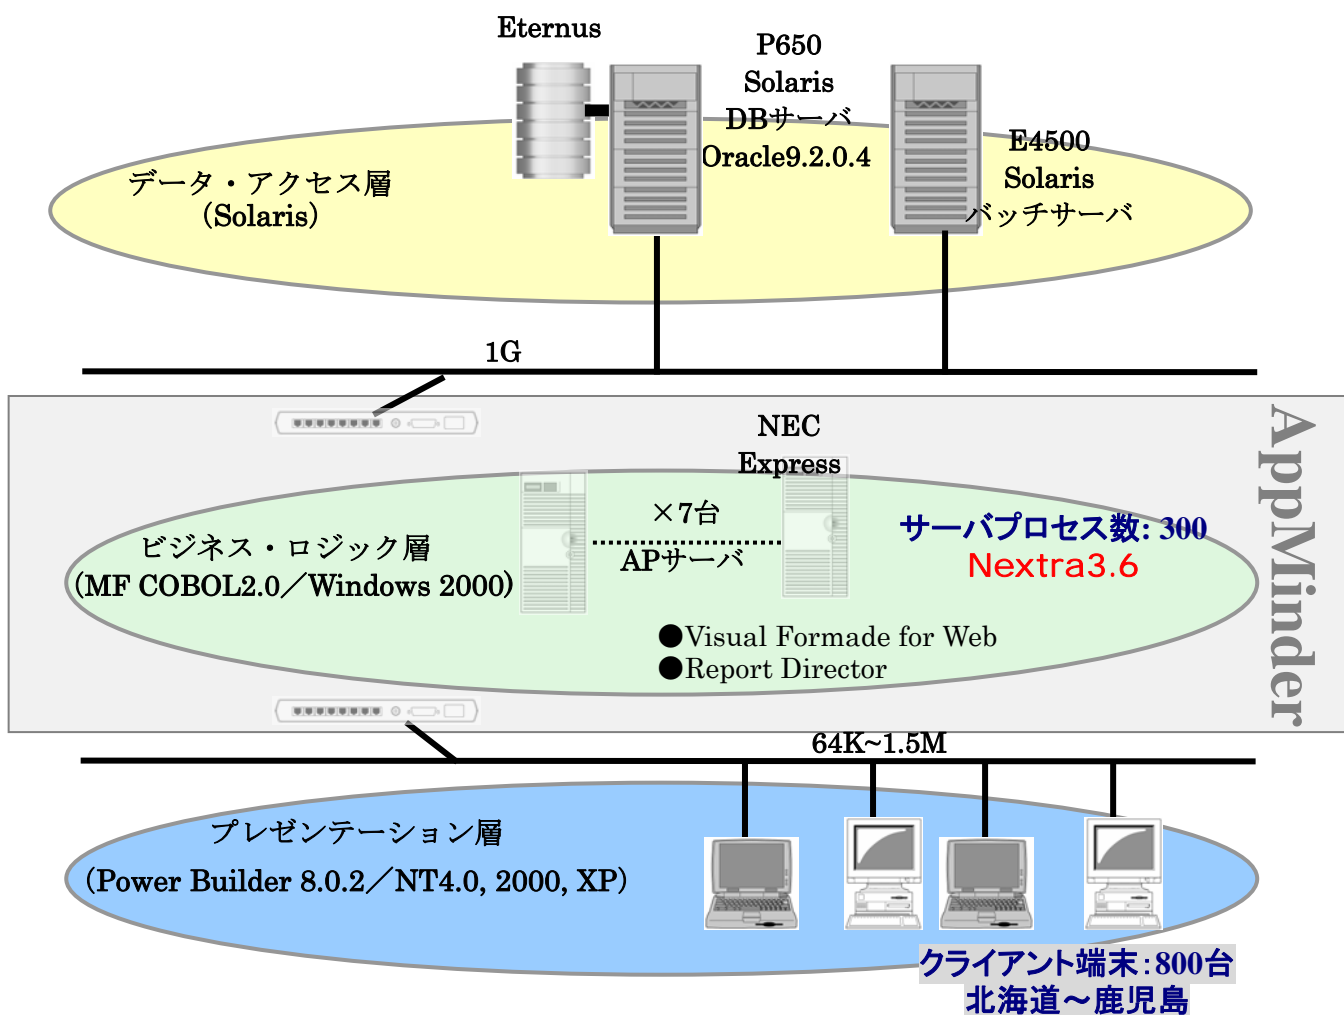 Eternus
P650
Solaris
DBサーバ
Oracle9.2.0.4
E4500
Solaris
バッチサーバ
データ・アクセス層
(Solaris)
1G
NEC
Express
×7台
APサーバ
ビジネス・ロジック層
(MF COBOL2.0／Windows 2000)
サーバプロセス数: 300
Nextra3.6
●Visual Formade for Web
●Report Director
AppMinder
64K~1.5M
プレゼンテーション層
(Power Builder 8.0.2／NT4.0, 2000, XP)
クライアント端末：800台
北海道～鹿児島